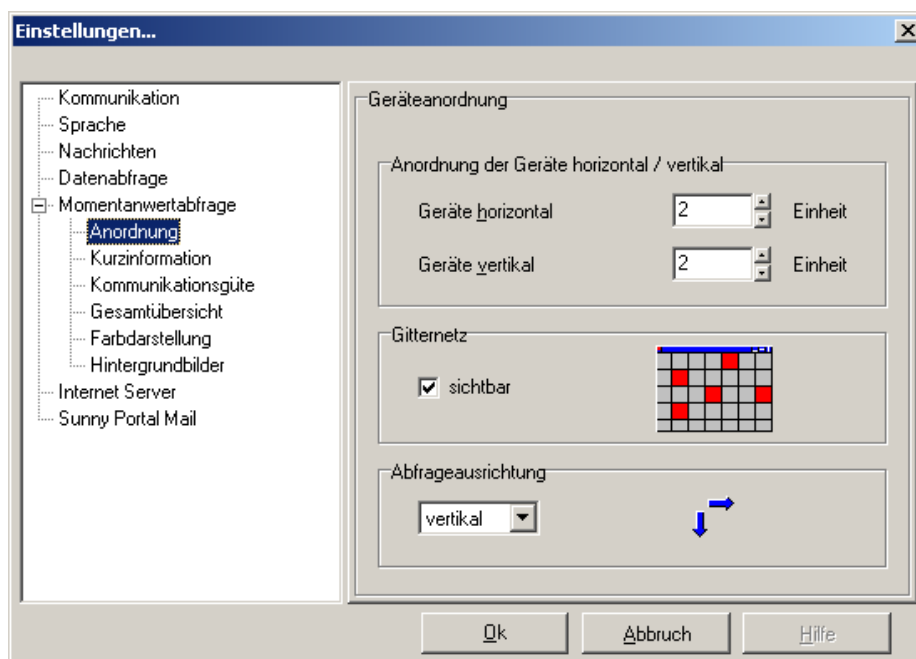 Einstellungen...
Kommunikation
Sprache
Nachrichten
Datenabfrage
Momentanwertabfrage
Anordnung
Kurzinformation
Kommunikationsgüte
Gesamtübersicht
Farbdarstellung
Hintergrundbilder
Internet Server
Sunny Portal Mail
Geräteanordnung
Anordnung der Geräte horizontal / vertikal
Geräte horizontal 2 Einheit
Geräte vertikal 2 Einheit
Gitternetz
sichtbar
Abfrageausrichtung
vertikal
Ok Abbruch Hilfe